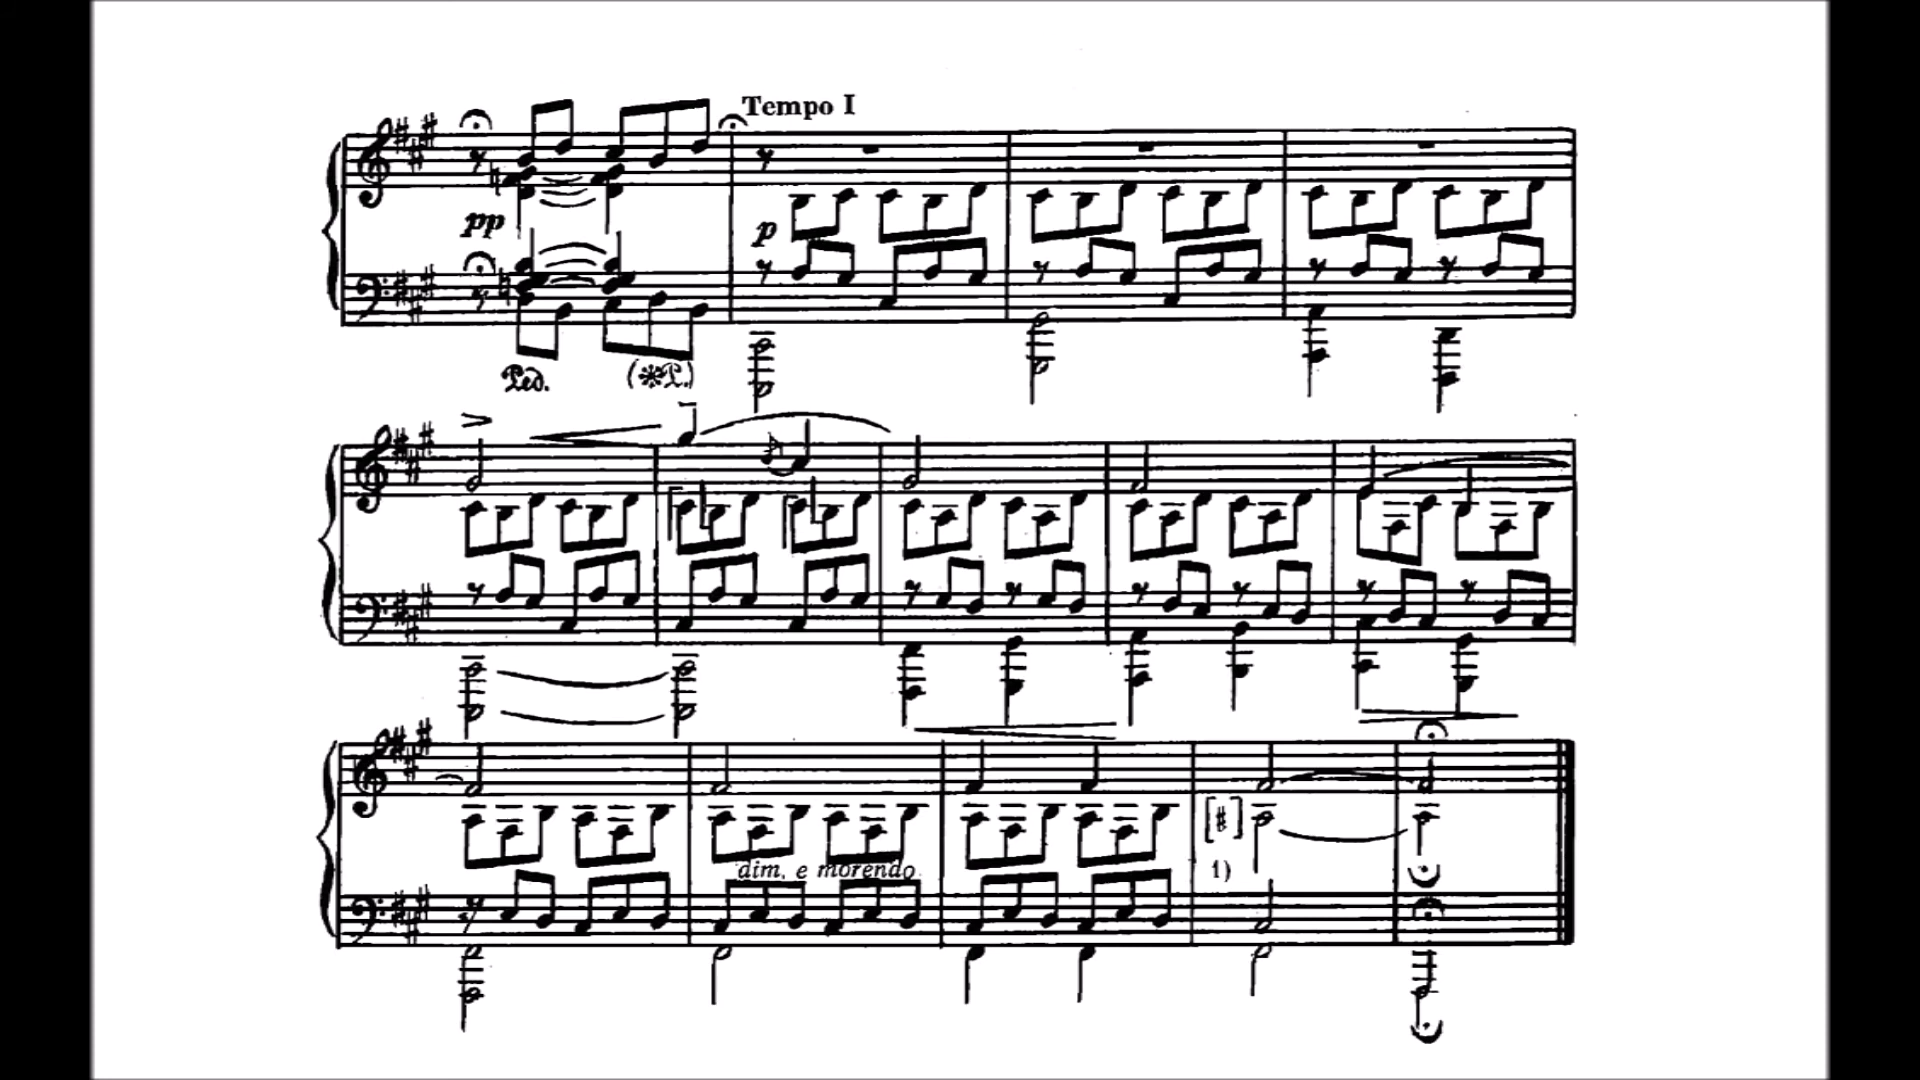 Tempo I
pp
p
Ped.
(* P.)
dim. e morendo
[#]
1)